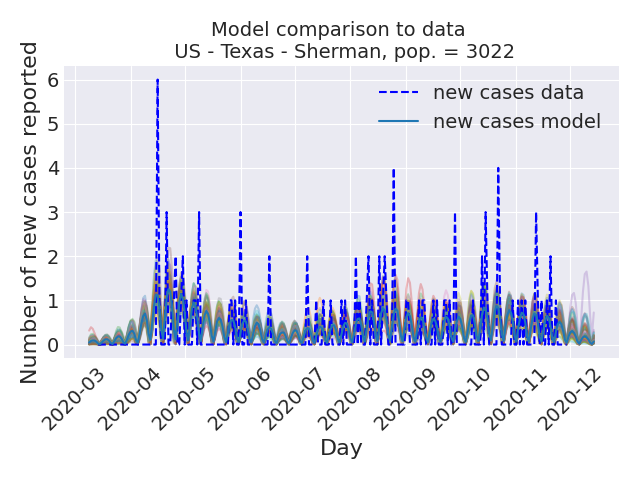 Model comparison to data
US - Texas - Sherman, pop. = 3022
Number of new cases reported
6
5
4
3
2
1
0
new cases data
new cases model
2020-03
2020-04
2020-05
2020-06
2020-07
2020-08
2020-09
2020-10
2020-11
2020-12
Day